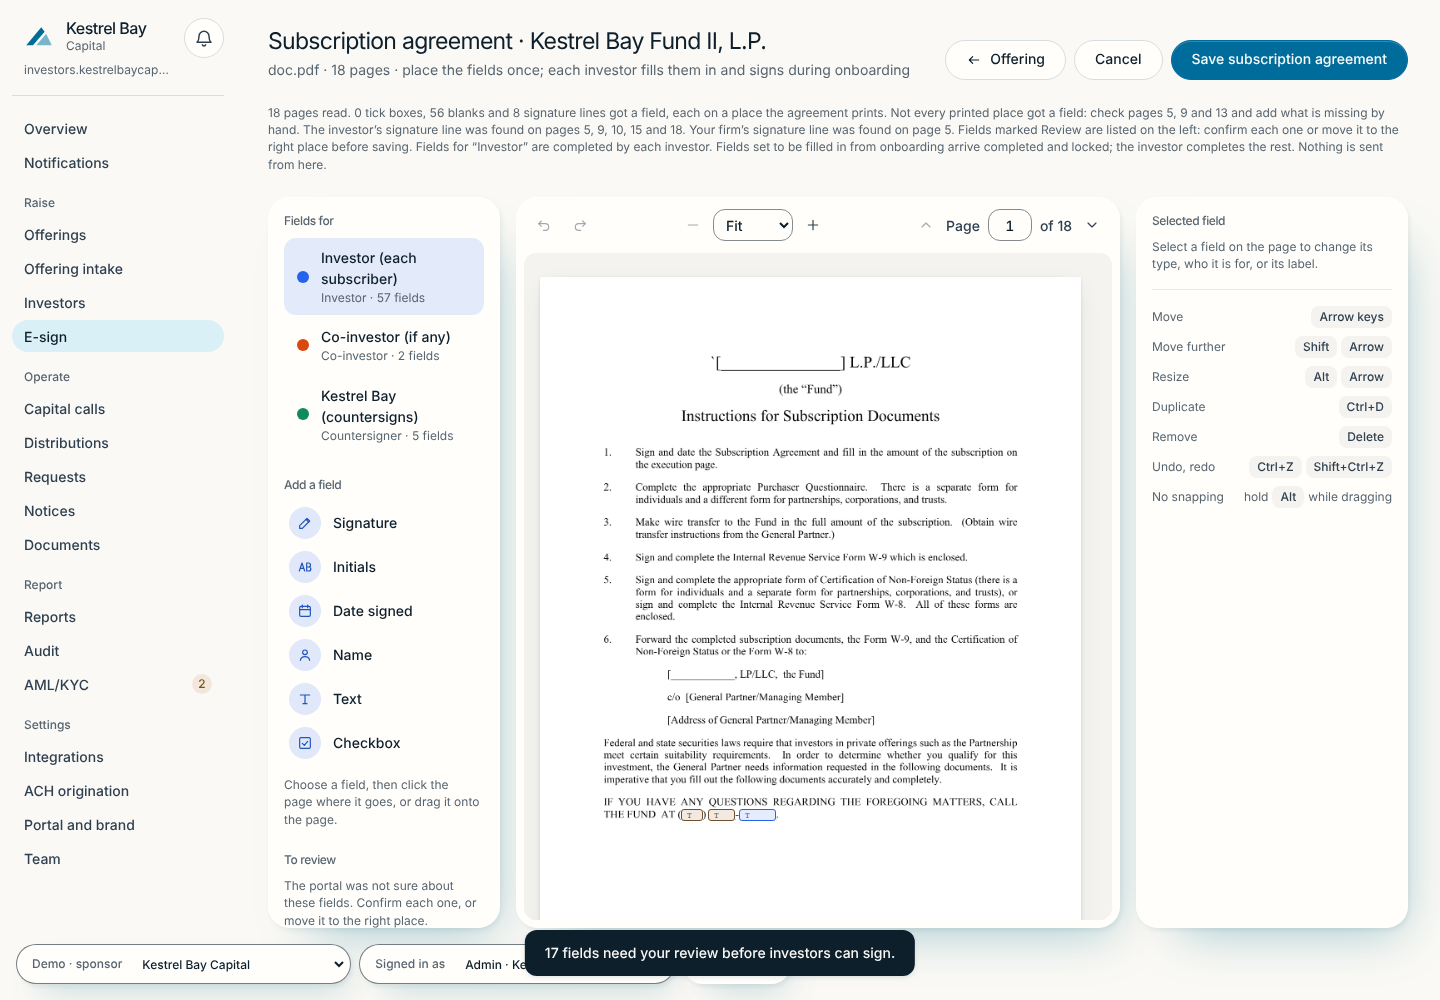 Kestrel Bay
Capital
investors.kestrelbaycap...
Overview
Notifications
Raise
Offerings
Offering intake
Investors
E-sign
Operate
Capital calls
Distributions
Requests
Notices
Documents
Report
Reports
Audit
AML/KYC 2
Settings
Integrations
ACH origination
Portal and brand
Team
Subscription agreement · Kestrel Bay Fund II, L.P.
doc.pdf · 18 pages · place the fields once; each investor fills them in and signs during onboarding
← Offering
Cancel
Save subscription agreement
18 pages read. 0 tick boxes, 56 blanks and 8 signature lines got a field, each on a place the agreement prints. Not every printed place got a field: check pages 5, 9 and 13 and add what is missing by
hand. The investor's signature line was found on pages 5, 9, 10, 15 and 18. Your firm's signature line was found on page 5. Fields marked Review are listed on the left: confirm each one or move it to the
right place before saving. Fields for “Investor” are completed by each investor. Fields set to be filled in from onboarding arrive completed and locked; the investor completes the rest. Nothing is sent
from here.
Fields for
Investor (each
subscriber)
Investor · 57 fields
Co-investor (if any)
Co-investor · 2 fields
Kestrel Bay
(countersigns)
Countersigner · 5 fields
Add a field
Signature
AB Initials
Date signed
Name
T Text
Checkbox
Choose a field, then click the
page where it goes, or drag it onto
the page.
To review
The portal was not sure about
these fields. Confirm each one, or
move it to the right place.
− Fit +
Page 1 of 18
`[____________________] L.P./LLC
(the “Fund”)
Instructions for Subscription Documents
1. Sign and date the Subscription Agreement and fill in the amount of the subscription on
the execution page.
2. Complete the appropriate Purchaser Questionnaire. There is a separate form for
individuals and a different form for partnerships, corporations, and trusts.
3. Make wire transfer to the Fund in the full amount of the subscription. (Obtain wire
transfer instructions from the General Partner.)
4. Sign and complete the Internal Revenue Service Form W-9 which is enclosed.
5. Sign and complete the appropriate form of Certification of Non-Foreign Status (there is a
form for individuals and a separate form for partnerships, corporations, and trusts), or
sign and complete the Internal Revenue Service Form W-8. All of these forms are
enclosed.
6. Forward the completed subscription documents, the Form W-9, and the Certification of
Non-Foreign Status or the Form W-8 to:
[_____________, LP/LLC, the Fund]
c/o [General Partner/Managing Member]
[Address of General Partner/Managing Member]
Federal and state securities laws require that investors in private offerings such as the Partnership
meet certain suitability requirements. In order to determine whether you qualify for this
investment, the General Partner needs information requested in the following documents. It is
imperative that you fill out the following documents accurately and completely.
IF YOU HAVE ANY QUESTIONS REGARDING THE FOREGOING MATTERS, CALL
THE FUND AT (T) T-T.
Selected field
Select a field on the page to change its
type, who it is for, or its label.
Move Arrow keys
Move further Shift Arrow
Resize Alt Arrow
Duplicate Ctrl+D
Remove Delete
Undo, redo Ctrl+Z Shift+Ctrl+Z
No snapping hold Alt while dragging
Demo · sponsor Kestrel Bay Capital
Signed in as Admin · Ke
17 fields need your review before investors can sign.